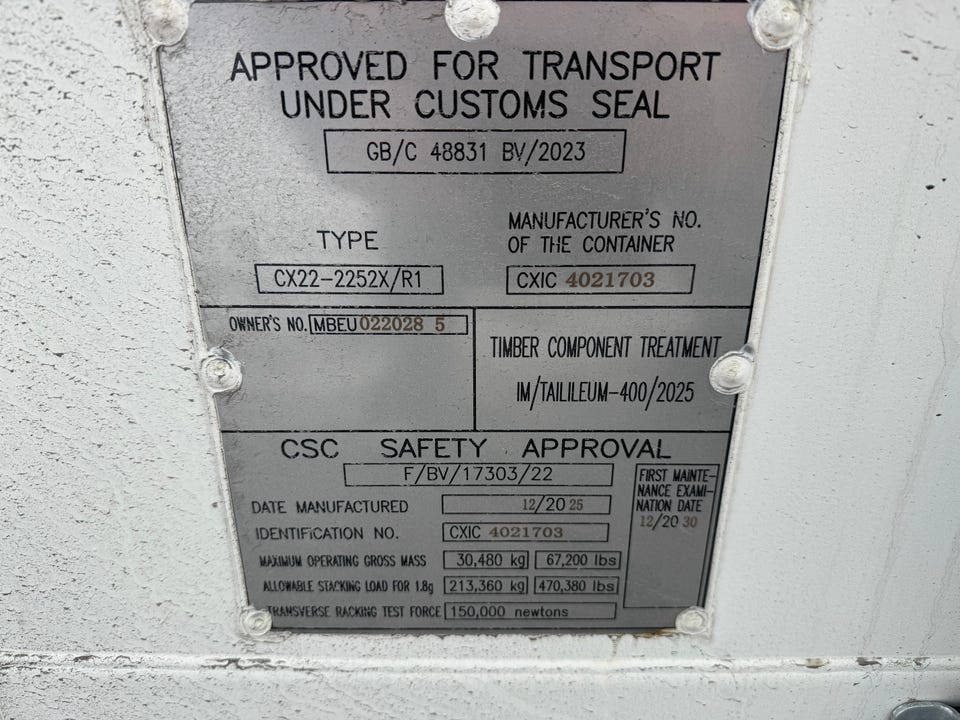 APPROVED FOR TRANSPORT
UNDER CUSTOMS SEAL
GB/C 48831 BV/2023
TYPE
CX22-2252X/R1
MANUFACTURER'S NO.
OF THE CONTAINER
CXIC 4021703
OWNER'S NO. MBEU 022028 5
TIMBER COMPONENT TREATMENT
IM/TAILILEUM-400/2025
CSC SAFETY APPROVAL
F/BV/17303/22
DATE MANUFACTURED 12/2025
IDENTIFICATION NO. CXIC 4021703
MAXIMUM OPERATING GROSS MASS 30,480 kg 67,200 lbs
ALLOWABLE STACKING LOAD FOR 1.8g 213,360 kg 470,380 lbs
TRANSVERSE RACKING TEST FORCE 150,000 newtons
FIRST MAINTE-
NANCE EXAMI-
NATION DATE
12/2030